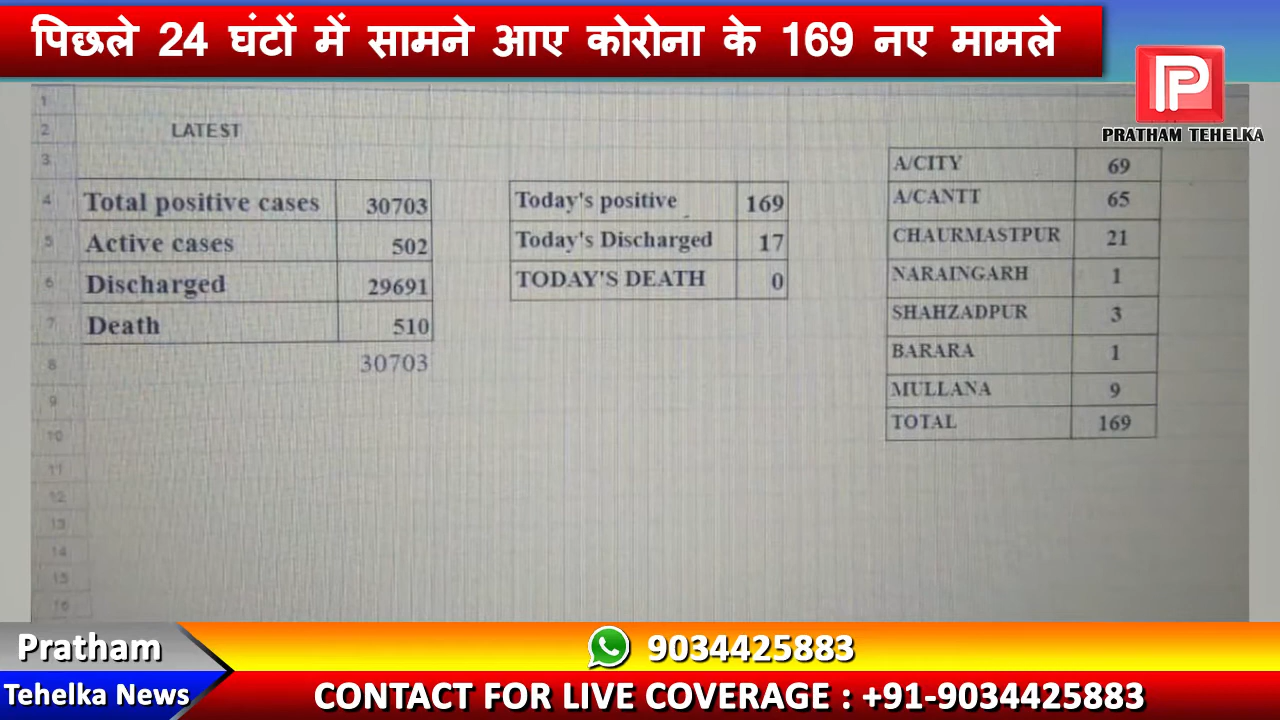 पिछले 24 घंटों में सामने आए कोरोना के 169 नए मामले
PRATHAM TEHELKA
1
2 LATEST
3
4 Total positive cases 30703
5 Active cases 502
6 Discharged 29691
7 Death 510
8 30703
9
10
11
12
13
14
15
16
Today's positive 169
Today's Discharged 17
TODAY'S DEATH 0
A/CITY 69
A/CANTT 65
CHAURMASTPUR 21
NARAINGARH 1
SHAHZADPUR 3
BARARA 1
MULLANA 9
TOTAL 169
Pratham
Tehelka News
9034425883
CONTACT FOR LIVE COVERAGE : +91-9034425883